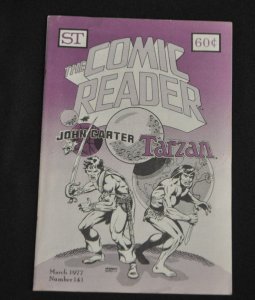 ST
60¢
THE
COMIC
READER
JOHN CARTER
Tarzan
March 1977
Number 141